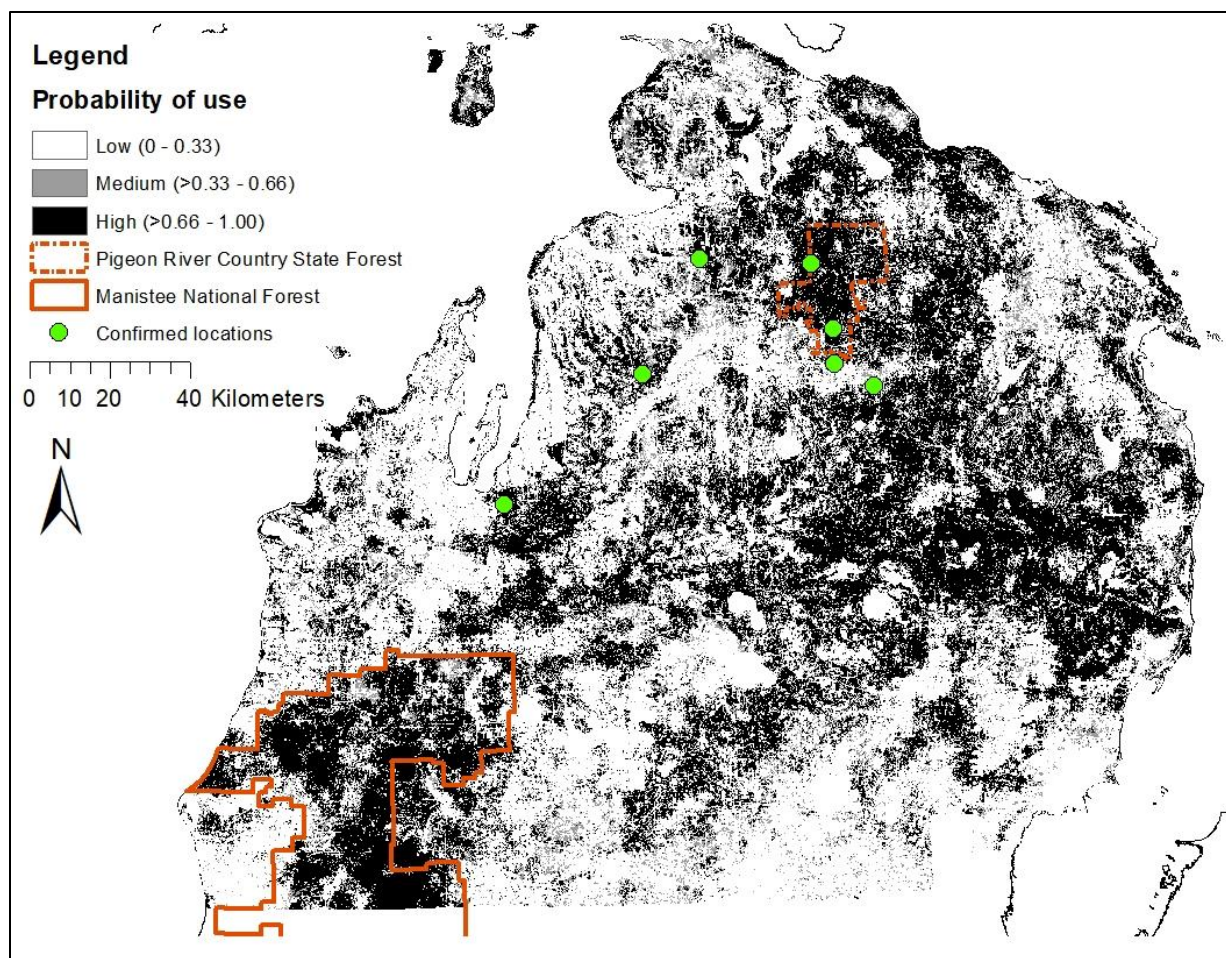 Legend
Probability of use
Low (0 - 0.33)
Medium (>0.33 - 0.66)
High (>0.66 - 1.00)
Pigeon River Country State Forest
Manistee National Forest
Confirmed locations
0 10 20 40 Kilometers
N